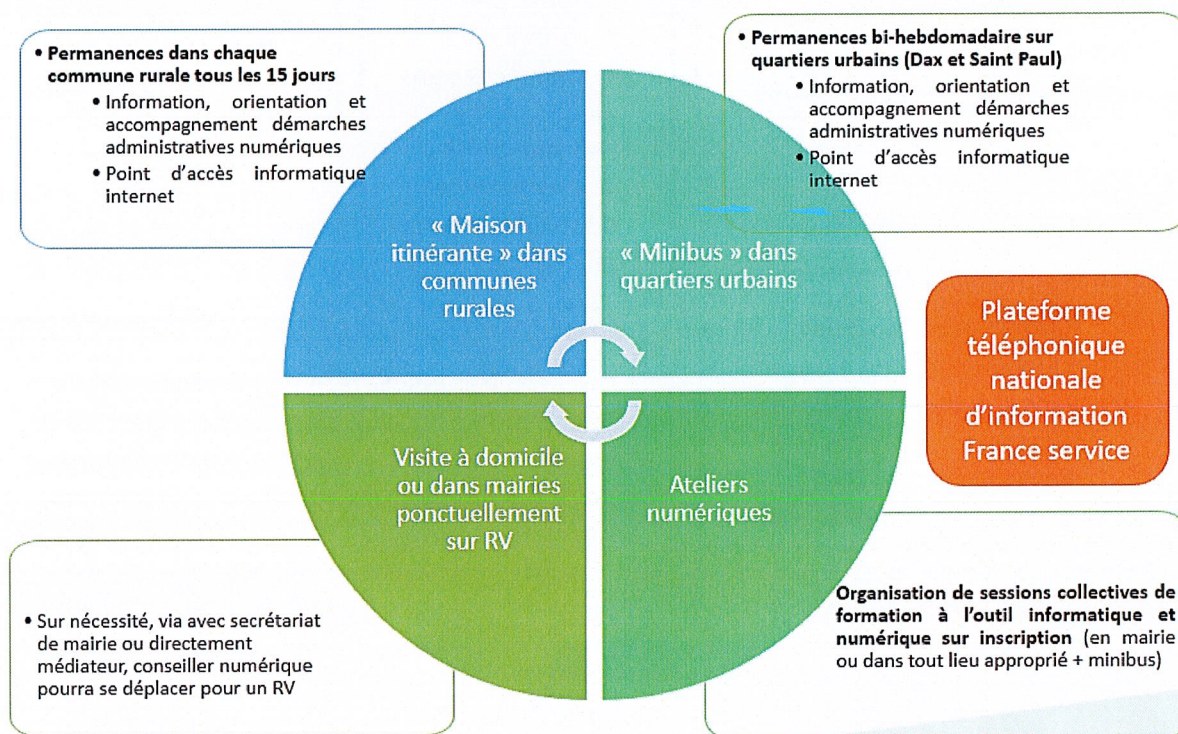 • Permanences dans chaque
commune rurale tous les 15 jours
• Information, orientation et
accompagnement démarches
administratives numériques
• Point d'accès informatique
internet
• Permanences bi-hebdomadaire sur
quartiers urbains (Dax et Saint Paul)
• Information, orientation et
accompagnement démarches
administratives numériques
• Point d'accès informatique
internet
« Maison
itinérante » dans
communes
rurales
« Minibus » dans
quartiers urbains
Plateforme
téléphonique
nationale
d'information
France service
Visite à domicile
ou dans mairies
ponctuellement
sur RV
Ateliers
numériques
• Sur nécessité, via avec secrétariat
de mairie ou directement
médiateur, conseiller numérique
pourra se déplacer pour un RV
Organisation de sessions collectives de
formation à l'outil informatique et
numérique sur inscription (en mairie
ou dans tout lieu approprié + minibus)